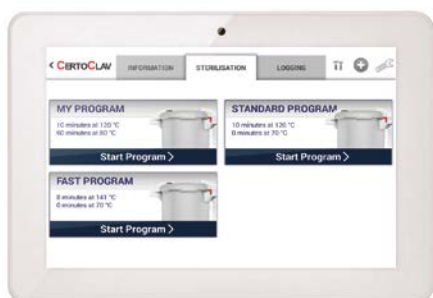 < CERTOCLAV INFORMATION STERILISATION LOGGING
MY PROGRAM
10 minutes at 120 °C
60 minutes at 80 °C
Start Program >
STANDARD PROGRAM
10 minutes at 126 °C
0 minutes at 70 °C
Start Program >
FAST PROGRAM
8 minutes at 141 °C
0 minutes at 70 °C
Start Program >